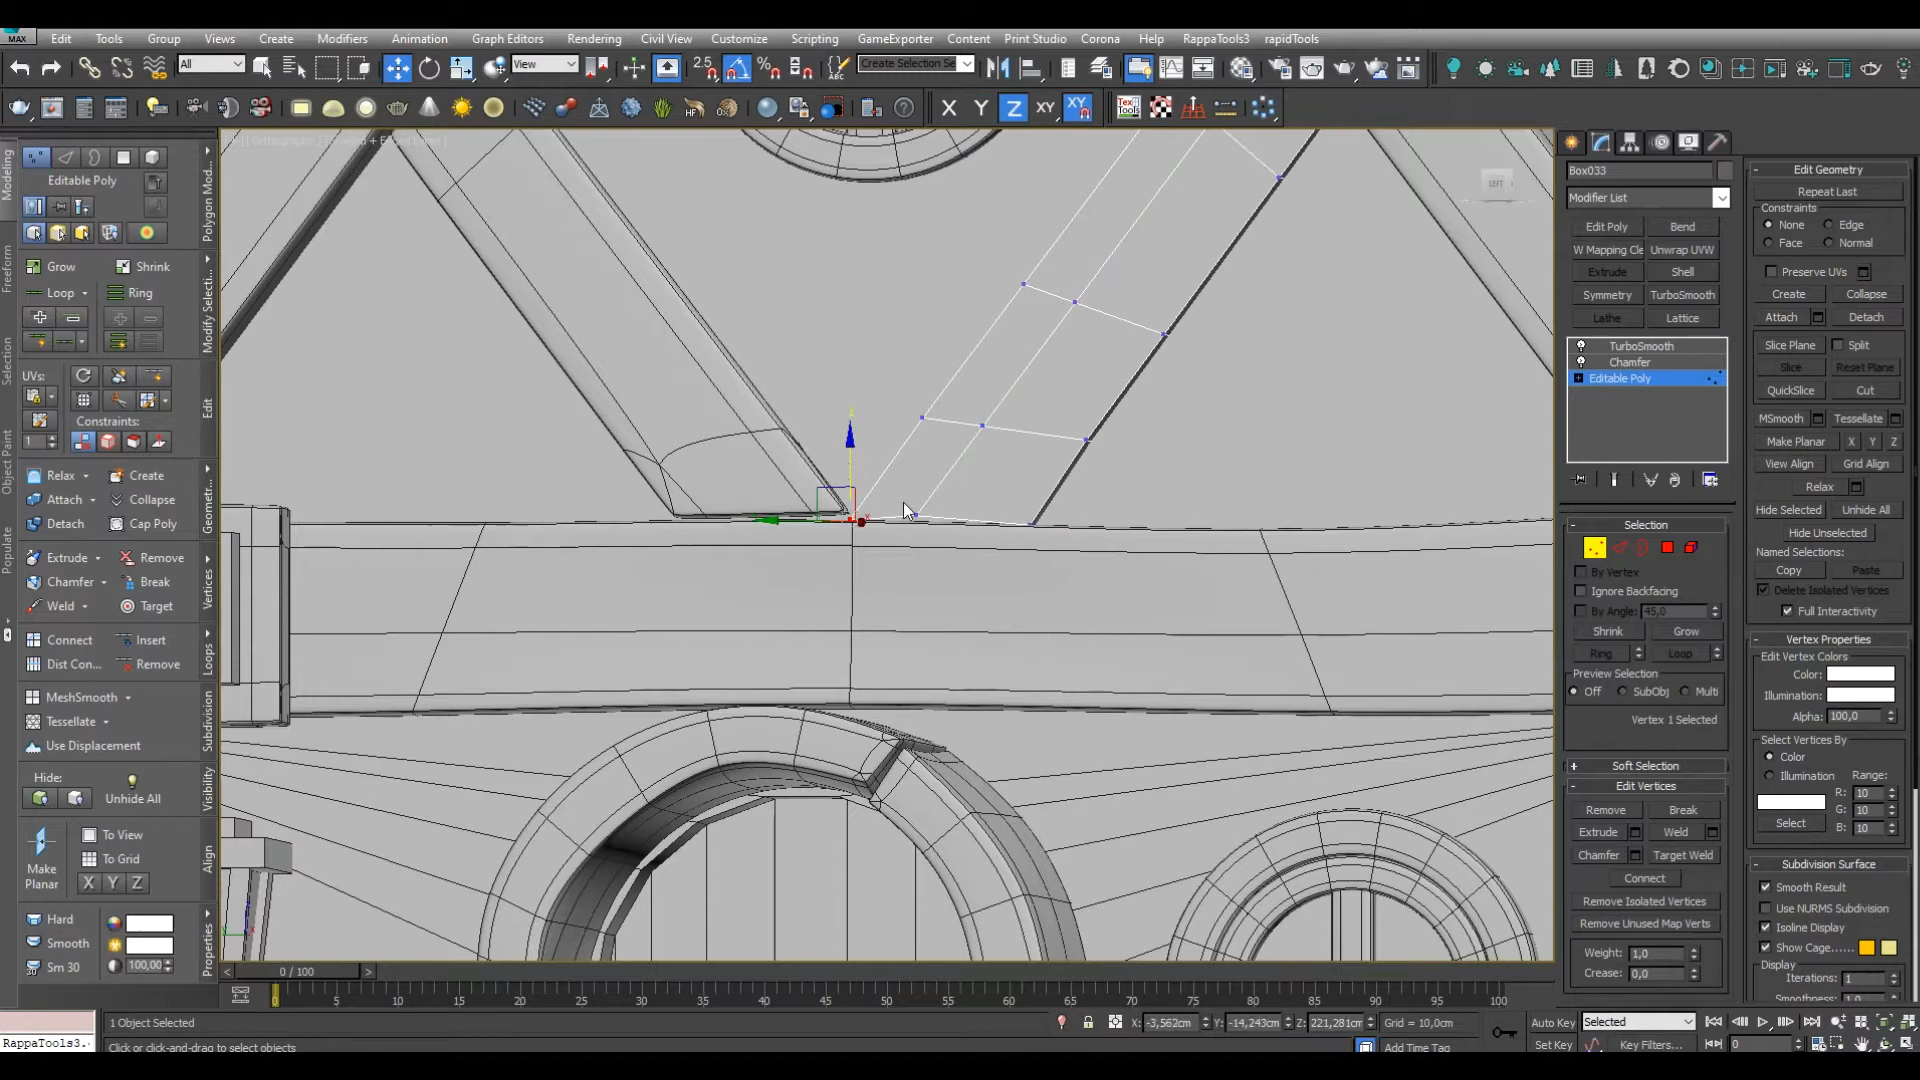 MAX Edit Tools Group Views Create Modifiers Animation Graph Editors Rendering Civil View Customize Scripting GameExporter Content Print Studio Corona Help RappaTools3 rapidTools
All View 2.5 ABC Create Selection Se
HF X Y Z XY XY Tex Tools
Modeling
Freeform
Selection
Object Paint
Populate
Editable Poly
Grow Shrink
Loop Ring
UVs:
Constraints:
1
Relax Create
Attach Collapse
Detach Cap Poly
Extrude Remove
Chamfer Break
Weld Target
Connect Insert
Dist Con... Remove
MeshSmooth
Tessellate
Use Displacement
Hide:
Unhide All
To View
To Grid
Make
Planar
X Y Z
Hard
Smooth
Sm 30 100,00
Polygon Mod...
Modify Selecti...
Edit
Geometr...
Vertices
Loops
Subdivision
Visibility
Align
Properties
LEFT
Box033
Modifier List
Edit Poly Bend
W Mapping Cle Unwrap UVW
Extrude Shell
Symmetry TurboSmooth
Lathe Lattice
TurboSmooth
Chamfer
Editable Poly
Selection
By Vertex
Ignore Backfacing
By Angle: 45,0
Shrink Grow
Ring Loop
Preview Selection
Off SubObj Multi
Vertex 1 Selected
Soft Selection
Edit Vertices
Remove Break
Extrude Weld
Chamfer Target Weld
Connect
Remove Isolated Vertices
Remove Unused Map Verts
Weight: 1,0
Crease: 0,0
Edit Geometry
Repeat Last
Constraints
None Edge
Face Normal
Preserve UVs
Create Collapse
Attach Detach
Slice Plane Split
Slice Reset Plane
QuickSlice Cut
MSmooth Tessellate
Make Planar X Y Z
View Align Grid Align
Relax
Hide Selected Unhide All
Hide Unselected
Named Selections:
Copy Paste
Delete Isolated Vertices
Full Interactivity
Vertex Properties
Edit Vertex Colors
Color:
Illumination:
Alpha: 100,0
Select Vertices By
Color
Illumination Range:
R: 10
G: 10
B: 10
Select
Subdivision Surface
Smooth Result
Use NURMS Subdivision
Isoline Display
Show Cage......
Display
Iterations: 1
Smoothness: 1,0
< 0 / 100 >
0 5 10 15 20 25 30 35 40 45 50 55 60 65 70 75 80 85 90 95 100
1 Object Selected X: -3,562cm Y: -14,243cm Z: 221,281cm Grid = 10,0cm Auto Key Selected
RappaTools3. Click or click-and-drag to select objects Add Time Tag Set Key Key Filters... 0